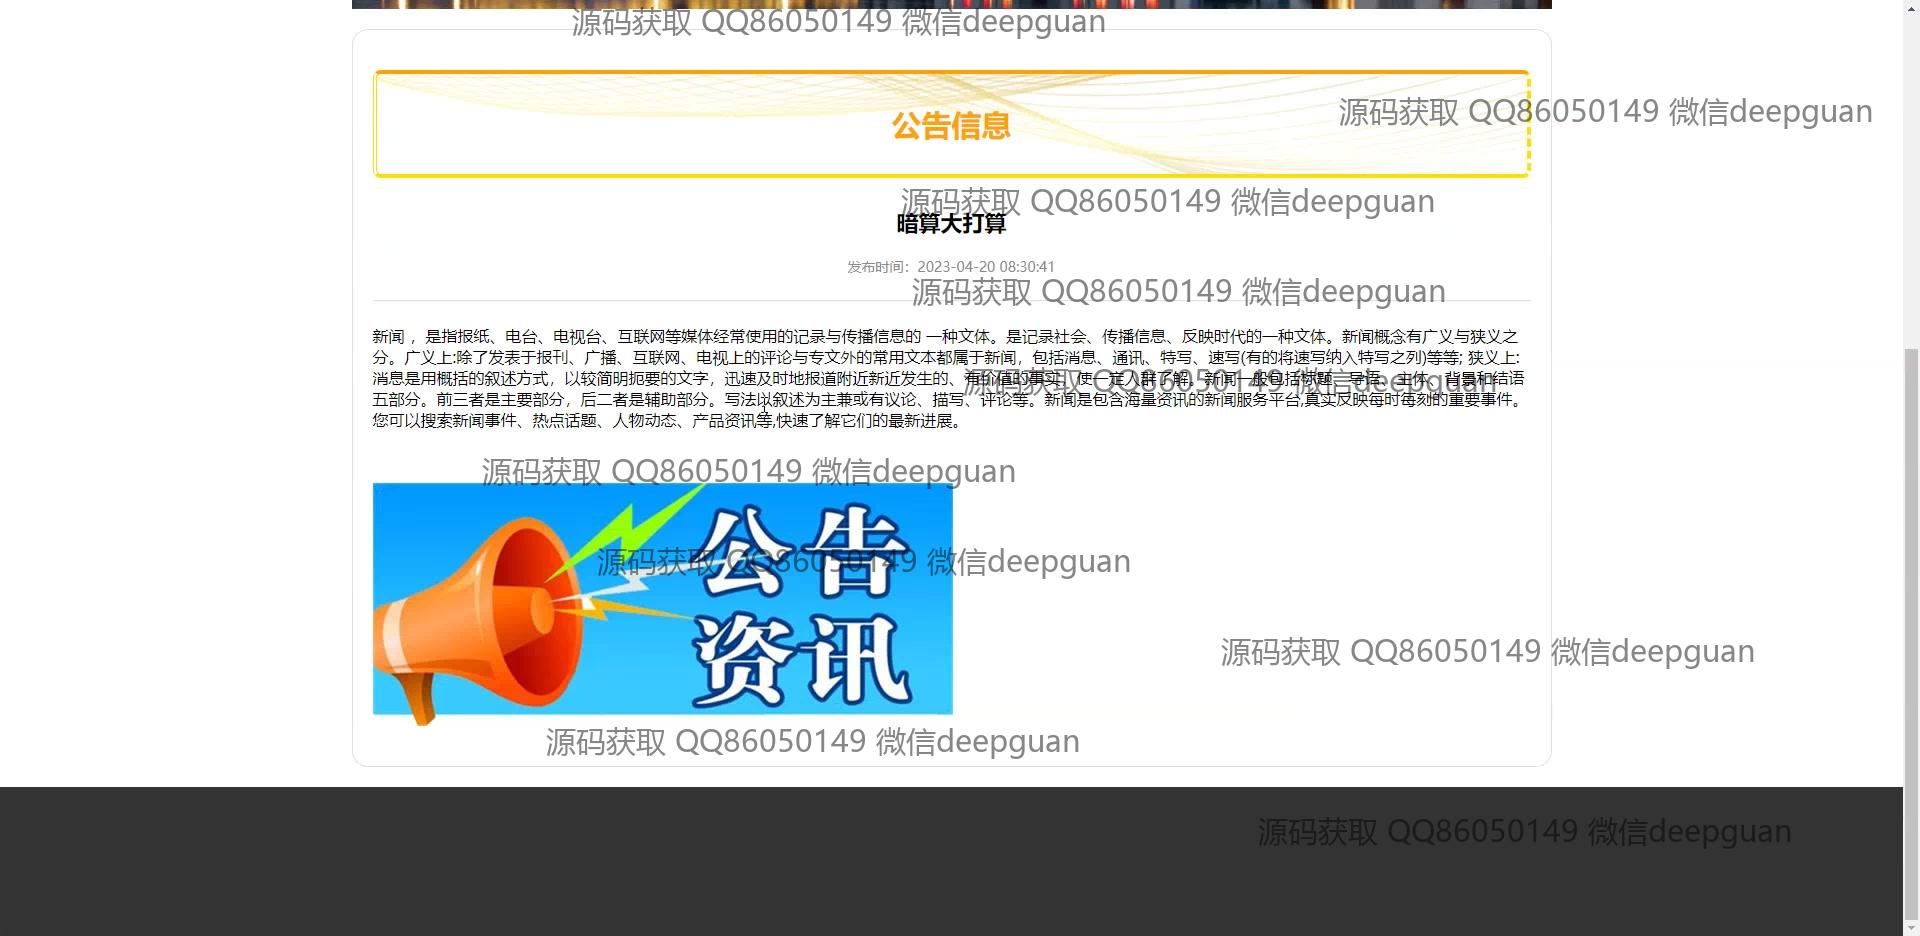 源码获取 QQ86050149 微信deepguan
源码获取 QQ86050149 微信deepguan
公告信息
源码获取 QQ86050149 微信deepguan
暗算大打算
发布时间：2023-04-20 08:30:41
源码获取 QQ86050149 微信deepguan
新闻 ，是指报纸、电台、电视台、互联网等媒体经常使用的记录与传播信息的 一种文体。是记录社会、传播信息、反映时代的一种文体。新闻概念有广义与狭义之
分。广义上:除了发表于报刊、广播、互联网、电视上的评论与专文外的常用文本都属于新闻，包括消息、通讯、特写、速写(有的将速写纳入特写之列)等等; 狭义上:
消息是用概括的叙述方式，以较简明扼要的文字，迅速及时地报道附近新近发生的、有价值的事实，使一定人群了解。新闻一般包括标题、导语、主体、背景和结语
源码获取 QQ86050149 微信deepguan
五部分。前三者是主要部分，后二者是辅助部分。写法以叙述为主兼或有议论、描写、评论等。新闻是包含海量资讯的新闻服务平台,真实反映每时每刻的重要事件。
您可以搜索新闻事件、热点话题、人物动态、产品资讯等,快速了解它们的最新进展。
源码获取 QQ86050149 微信deepguan
公告
源码获取 QQ86050149 微信deepguan
资讯
源码获取 QQ86050149 微信deepguan
源码获取 QQ86050149 微信deepguan
源码获取 QQ86050149 微信deepguan